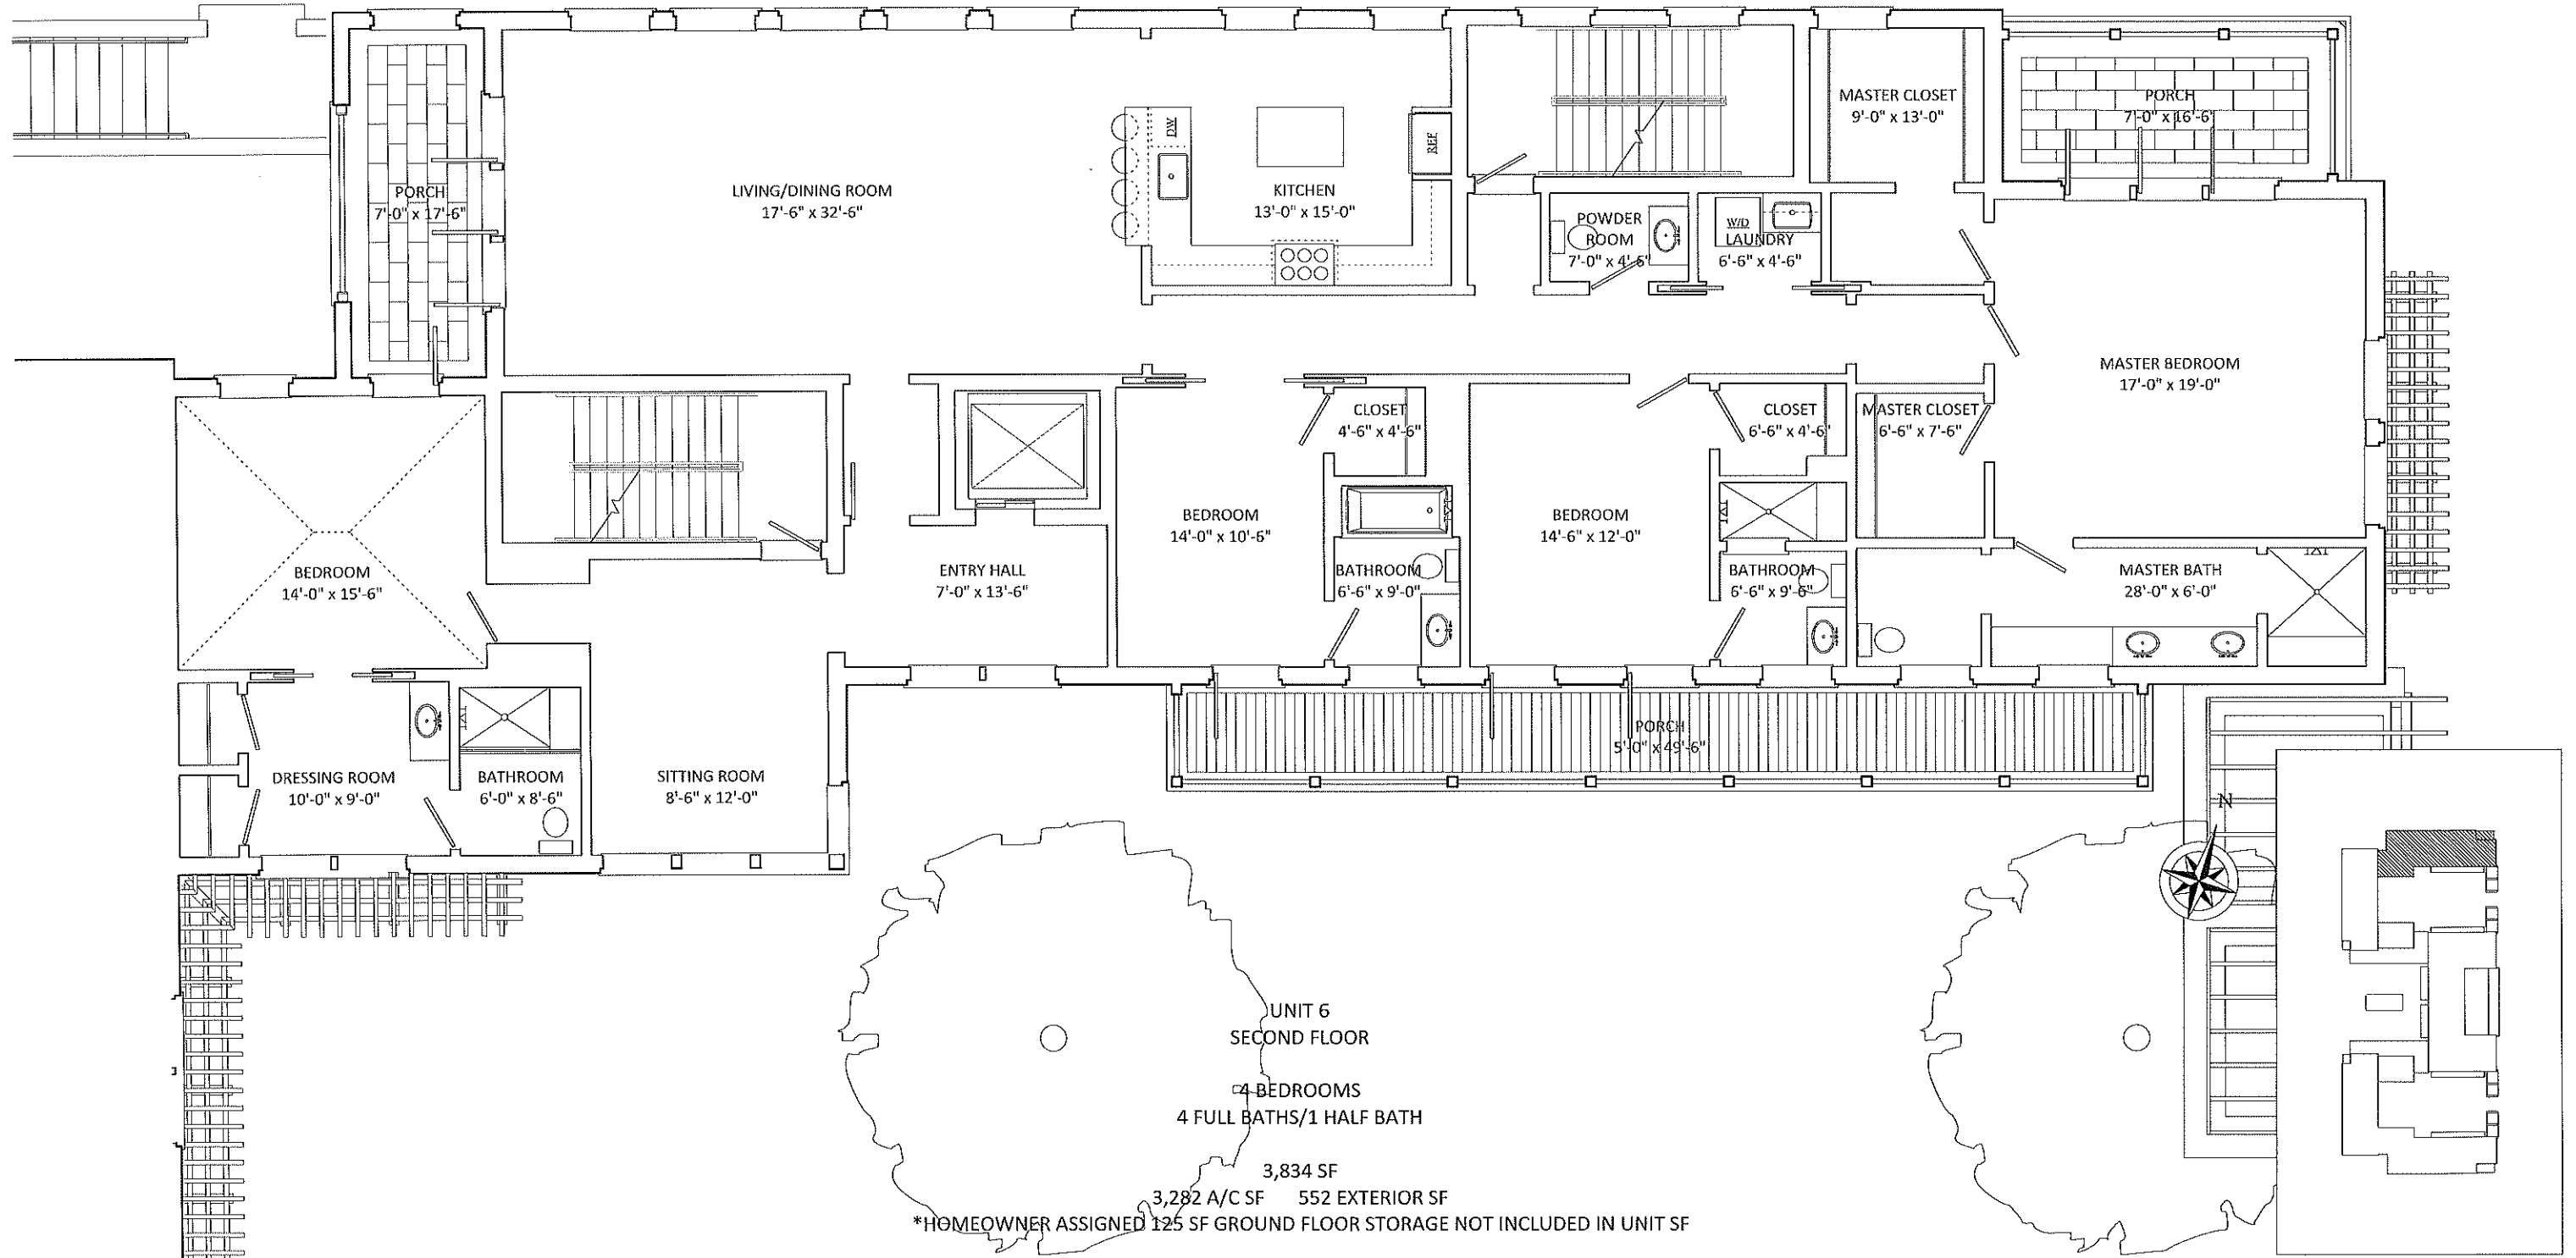 MASTER CLOSET
9'-0" x 13'-0"
PORCH
7'-0" x 16'-6"
DW
REF
PORCH
7'-0" x 17'-6"
LIVING/DINING ROOM
17'-6" x 32'-6"
KITCHEN
13'-0" x 15'-0"
POWDER
ROOM
7'-0" x 4'-6"
W/D
LAUNDRY
6'-6" x 4'-6"
MASTER BEDROOM
17'-0" x 19'-0"
CLOSET
4'-6" x 4'-6"
CLOSET
6'-6" x 4'-6"
MASTER CLOSET
6'-6" x 7'-6"
BEDROOM
14'-0" x 10'-6"
BEDROOM
14'-6" x 12'-0"
BEDROOM
14'-0" x 15'-6"
ENTRY HALL
7'-0" x 13'-6"
BATHROOM
6'-6" x 9'-0"
BATHROOM
6'-6" x 9'-6"
MASTER BATH
28'-0" x 6'-0"
PORCH
5'-0" x 49'-6"
DRESSING ROOM
10'-0" x 9'-0"
BATHROOM
6'-0" x 8'-6"
SITTING ROOM
8'-6" x 12'-0"
N
UNIT 6
SECOND FLOOR
4 BEDROOMS
4 FULL BATHS/1 HALF BATH
3,834 SF
3,282 A/C SF 552 EXTERIOR SF
*HOMEOWNER ASSIGNED 125 SF GROUND FLOOR STORAGE NOT INCLUDED IN UNIT SF